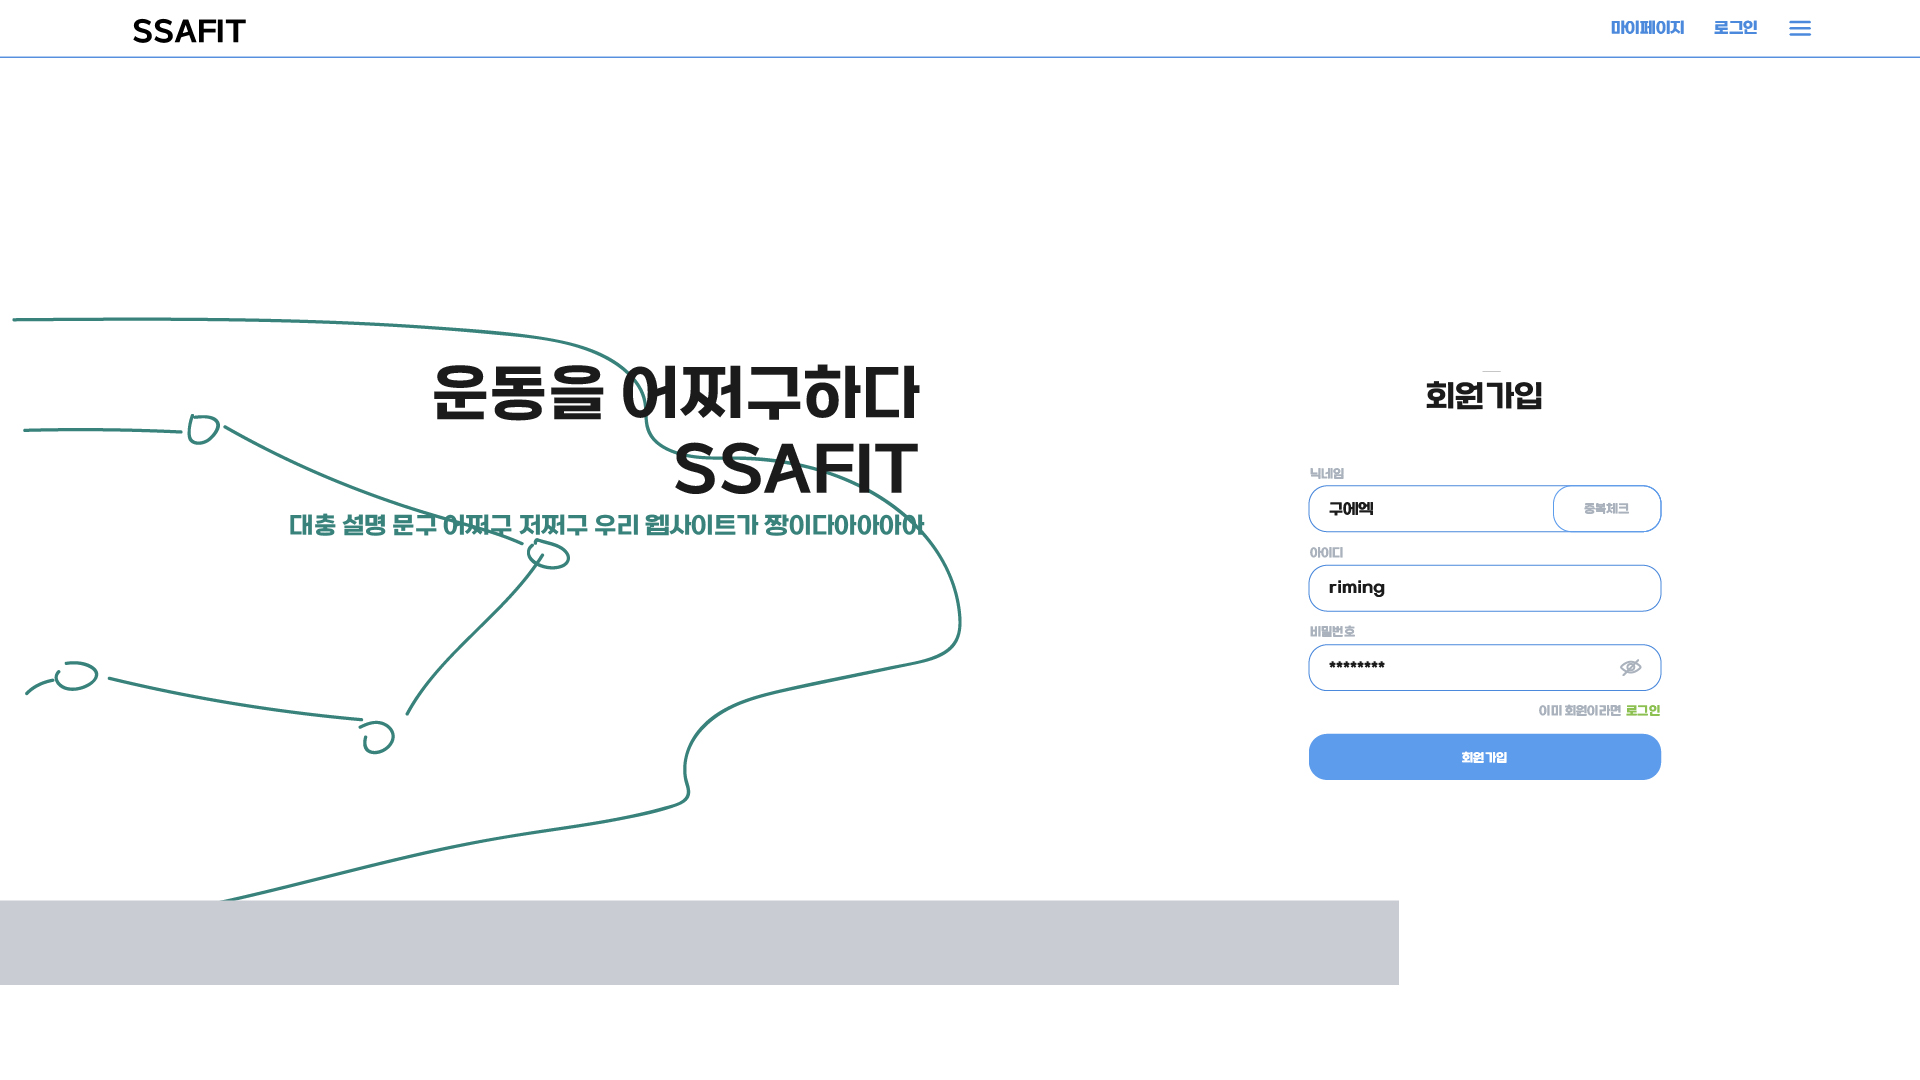 SSAFIT
마이페이지 로그인
운동을 어쩌구하다
SSAFIT
대충 설명 문구 어쩌구 저쩌구 우리 웹사이트가 짱이다아아아아
회원가입
닉네임
구에엑
중복체크
아이디
riming
비밀번호
********
이미 회원이라면 로그인
회원가입